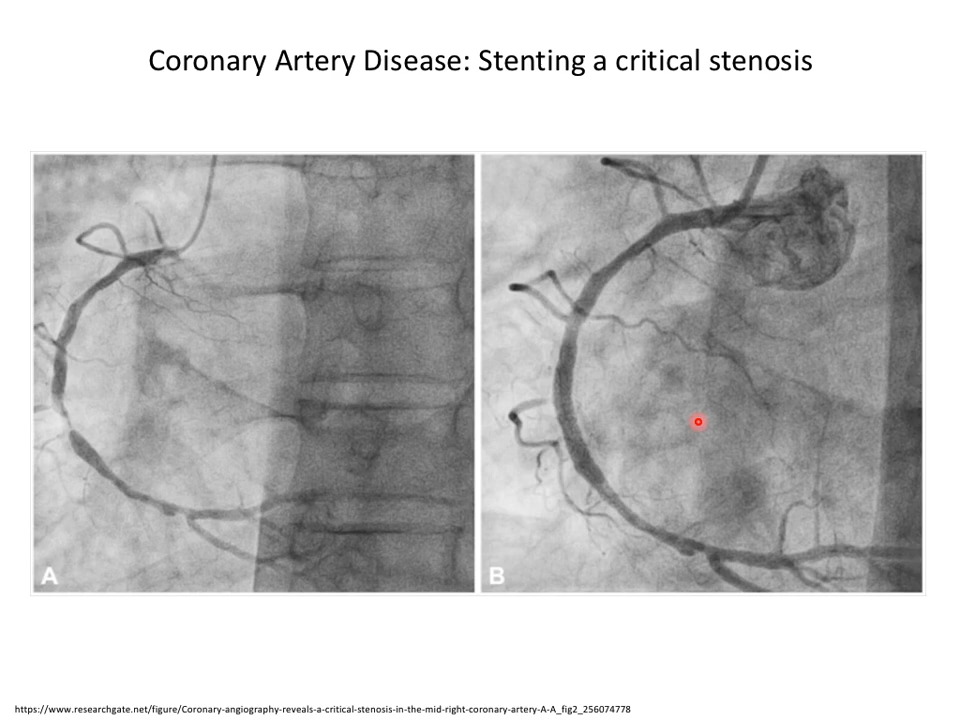 Coronary Artery Disease: Stenting a critical stenosis
A
B
https://www.researchgate.net/figure/Coronary-angiography-reveals-a-critical-stenosis-in-the-mid-right-coronary-artery-A-A_fig2_256074778